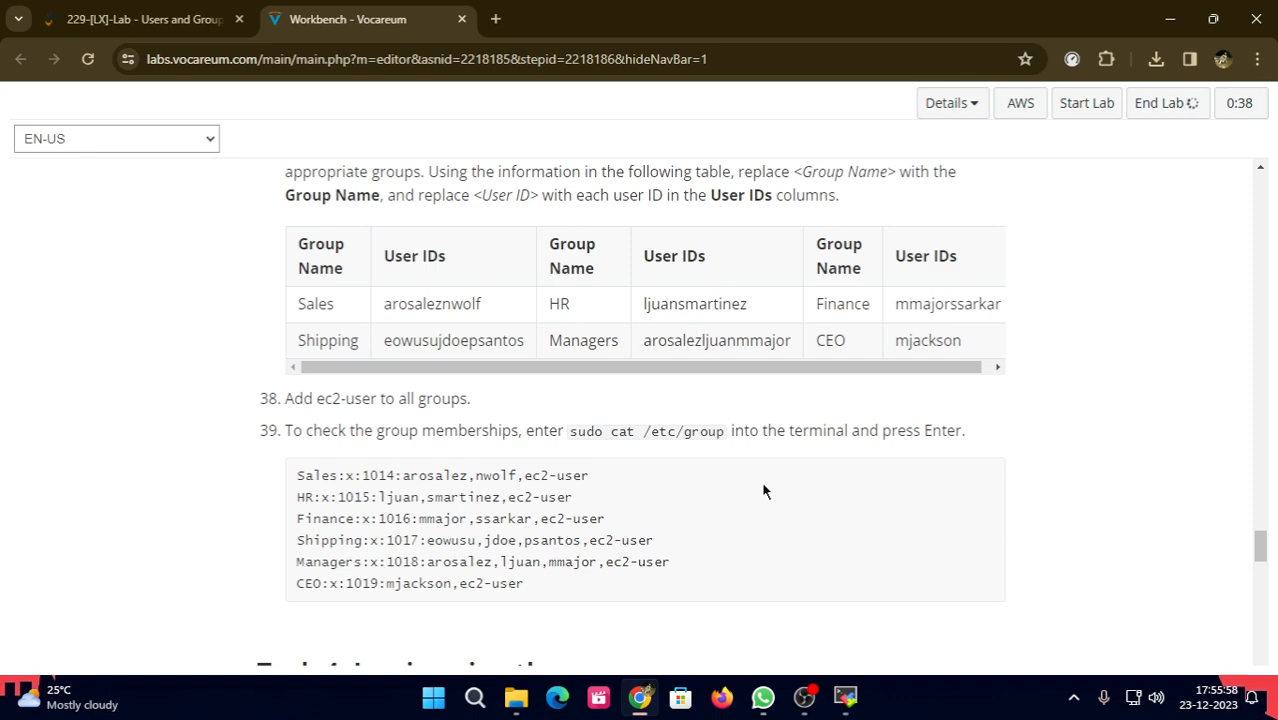 229-[LX]-Lab - Users and Group
Workbench - Vocareum
labs.vocareum.com/main/main.php?m=editor&asnid=2218185&stepid=2218186&hideNavBar=1
Details AWS Start Lab End Lab 0:38
EN-US
appropriate groups. Using the information in the following table, replace <Group Name> with the
Group Name, and replace <User ID> with each user ID in the User IDs columns.
Group Name User IDs Group Name User IDs Group Name User IDs
Sales arosaleznwolf HR ljuansmartinez Finance mmajorssarkar
Shipping eowusujdoepsantos Managers arosalezljuanmmajor CEO mjackson
38. Add ec2-user to all groups.
39. To check the group memberships, enter sudo cat /etc/group into the terminal and press Enter.
Sales:x:1014:arosalez,nwolf,ec2-user
HR:x:1015:ljuan,smartinez,ec2-user
Finance:x:1016:mmajor,ssarkar,ec2-user
Shipping:x:1017:eowusu,jdoe,psantos,ec2-user
Managers:x:1018:arosalez,ljuan,mmajor,ec2-user
CEO:x:1019:mjackson,ec2-user
25°C
Mostly cloudy
17:55:58
23-12-2023